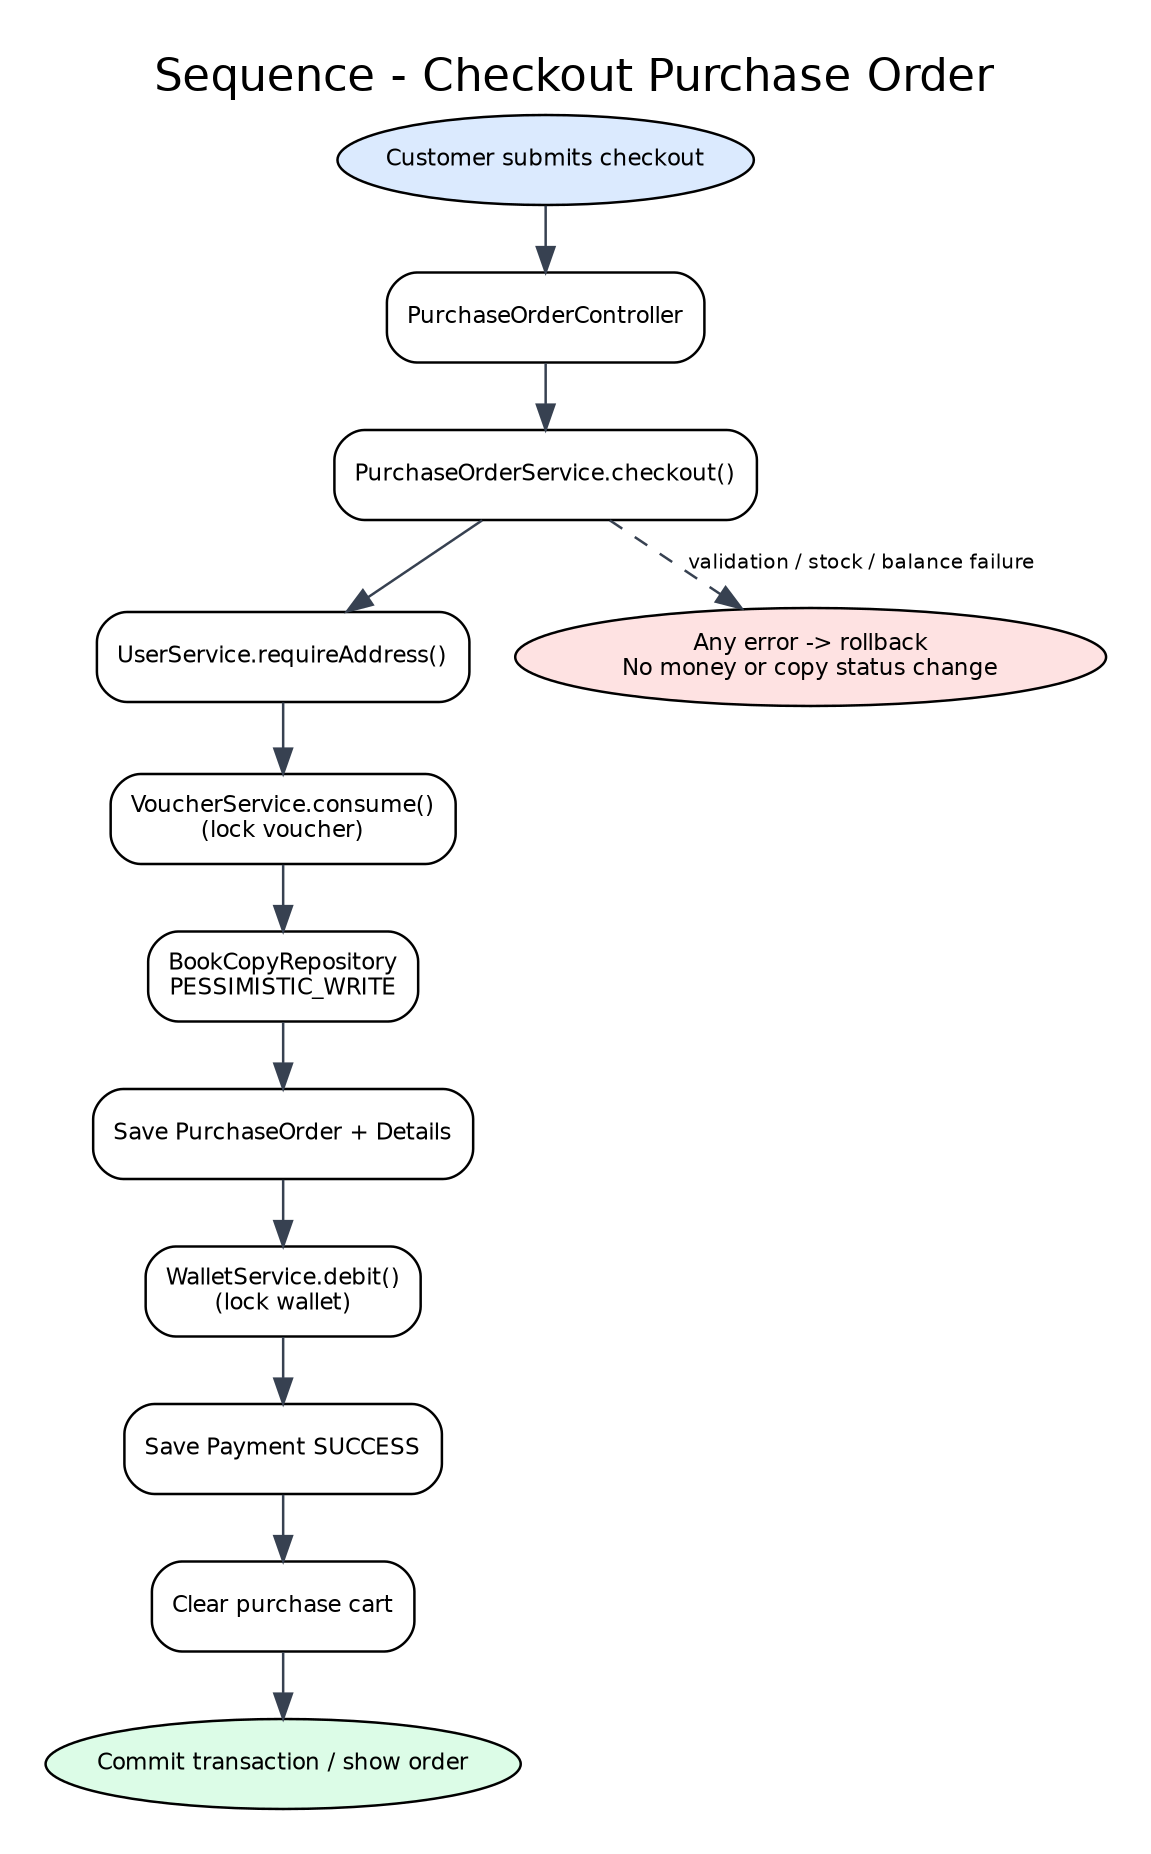 Sequence - Checkout Purchase Order
Customer submits checkout
PurchaseOrderController
PurchaseOrderService.checkout()
validation / stock / balance failure
UserService.requireAddress()
Any error -> rollback
No money or copy status change
VoucherService.consume()
(lock voucher)
BookCopyRepository
PESSIMISTIC_WRITE
Save PurchaseOrder + Details
WalletService.debit()
(lock wallet)
Save Payment SUCCESS
Clear purchase cart
Commit transaction / show order